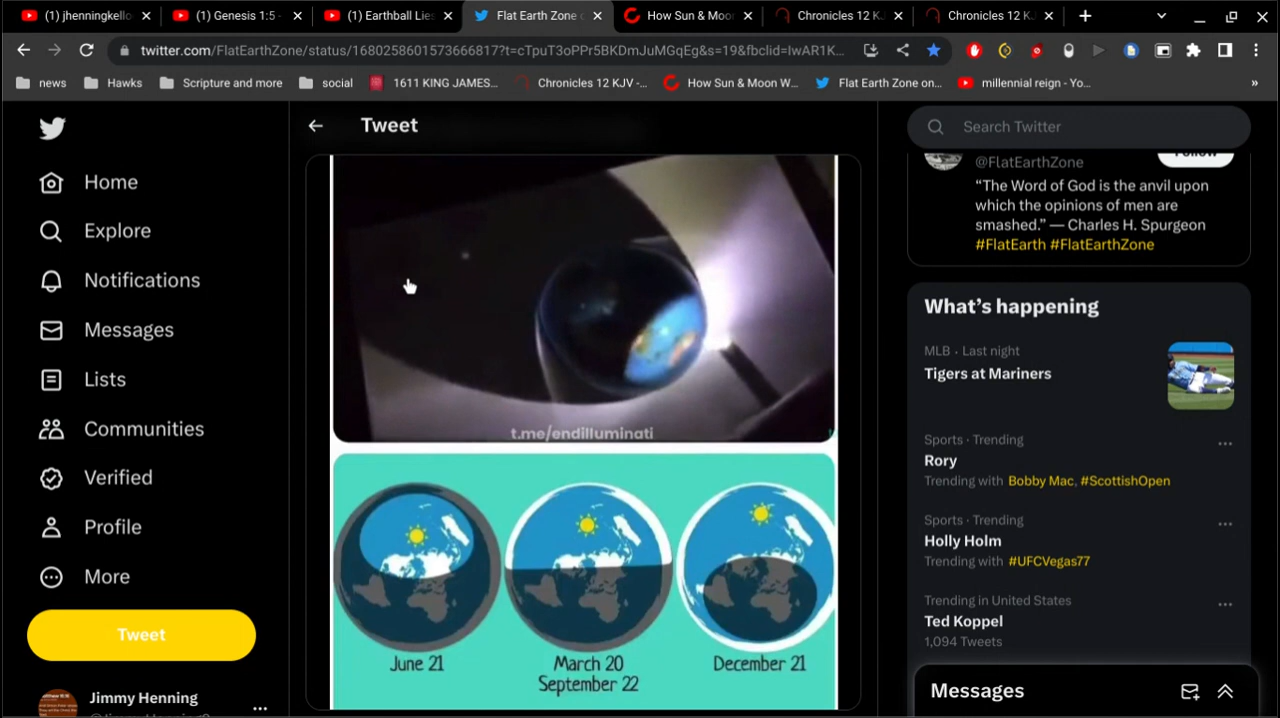 (1) jhenningkello
(1) Genesis 1:5 -
(1) Earthball Lies
Flat Earth Zone o
How Sun & Moo
Chronicles 12 K
Chronicles 12 K
twitter.com/FlatEarthZone/status/1680258601573666817?t=cTpuT3oPPr5BKDmJuMGqEg&s=19&fbclid=IwAR1K...
news
Hawks
Scripture and more
social
1611 KING JAMES...
Chronicles 12 KJV -...
How Sun & Moon W...
Flat Earth Zone on...
millennial reign - Yo...
»
Tweet
Search Twitter
Home
Explore
Notifications
Messages
Lists
Communities
Verified
Profile
More
Tweet
Jimmy Henning
t.me/endilluminati
June 21
March 20
September 22
December 21
@FlatEarthZone
Follow
“The Word of God is the anvil upon
which the opinions of men are
smashed.” — Charles H. Spurgeon
#FlatEarth #FlatEarthZone
What’s happening
MLB · Last night
Tigers at Mariners
Sports · Trending
Rory
Trending with Bobby Mac, #ScottishOpen
Sports · Trending
Holly Holm
Trending with #UFCVegas77
Trending in United States
Ted Koppel
1,094 Tweets
Messages